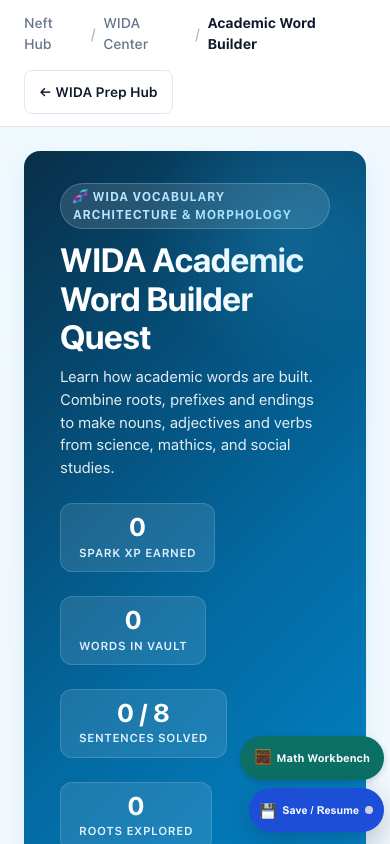 Neft Hub / WIDA Center / Academic Word Builder
← WIDA Prep Hub
WIDA VOCABULARY
ARCHITECTURE & MORPHOLOGY
WIDA Academic
Word Builder
Quest
Learn how academic words are built.
Combine roots, prefixes and endings
to make nouns, adjectives and verbs
from science, mathics, and social
studies.
0
SPARK XP EARNED
0
WORDS IN VAULT
0 / 8
SENTENCES SOLVED
0
ROOTS EXPLORED
Math Workbench
Save / Resume